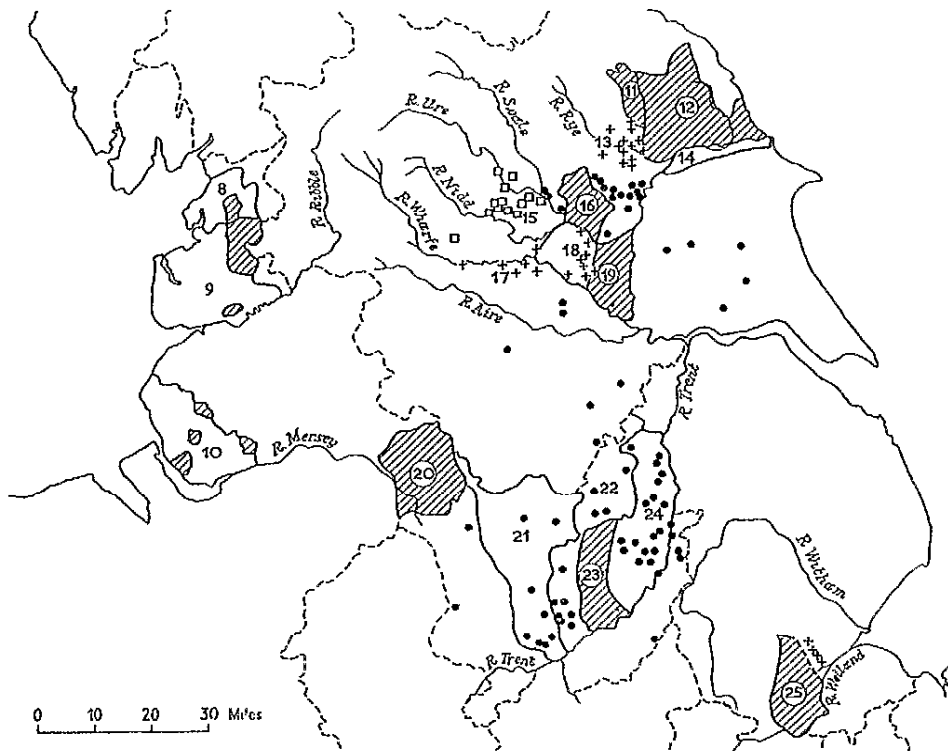 R. Ure
R. Swale
R. Rye
11
12
13
14
8
R. Nidd
R. Ribble
15
16
R. Wharfe
18
9
17
19
R. Aire
R. Trent
10
R. Mersey
20
22
24
21
23
R. Witham
R. Trent
R. Welland
25
0 10 20 30 Miles